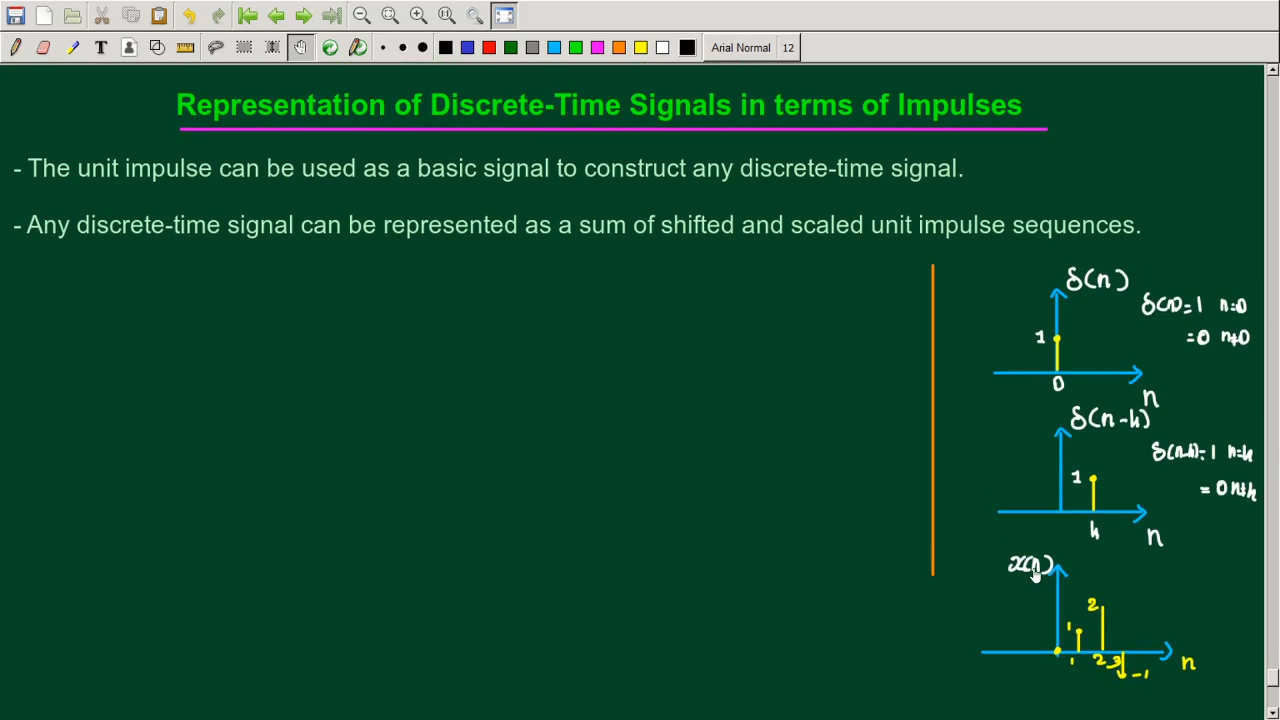 Arial Normal 12
Representation of Discrete-Time Signals in terms of Impulses
- The unit impulse can be used as a basic signal to construct any discrete-time signal.
- Any discrete-time signal can be represented as a sum of shifted and scaled unit impulse sequences.
δ(n)
δ(n)=1 n=0
=0 n≠0
1
0
n
δ(n-k)
δ(n-k)=1 n=k
=0 n≠k
1
k
n
x(n)
2
1
1 2 3 -1
n